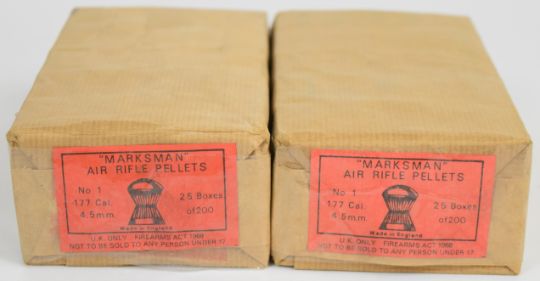 "MARKSMAN"
AIR RIFLE PELLETS
No 1
.177 Cal.
4.5mm.
25 Boxes
of 200
Made in England
U.K. ONLY FIREARMS ACT 1968
NOT TO BE SOLD TO ANY PERSON UNDER 17
"MARKSMAN"
AIR RIFLE PELLETS
No 1
.177 Cal.
4.5mm.
25 Boxes
of 200
Made in England
U.K. ONLY FIREARMS ACT 1968
NOT TO BE SOLD TO ANY PERSON UNDER 17